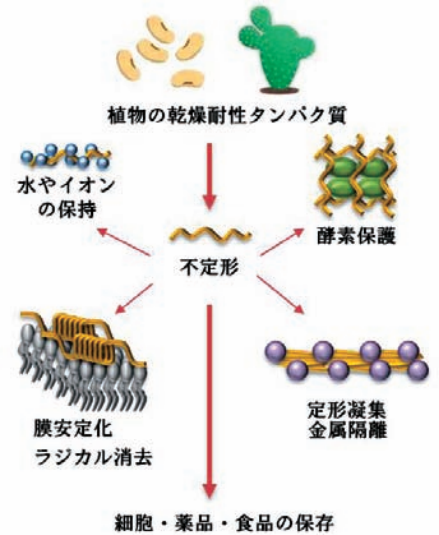 植物の乾燥耐性タンパク質
水やイオン
の保持
酵素保護
不定形
膜安定化
ラジカル消去
定形凝集
金属隔離
細胞・薬品・食品の保存